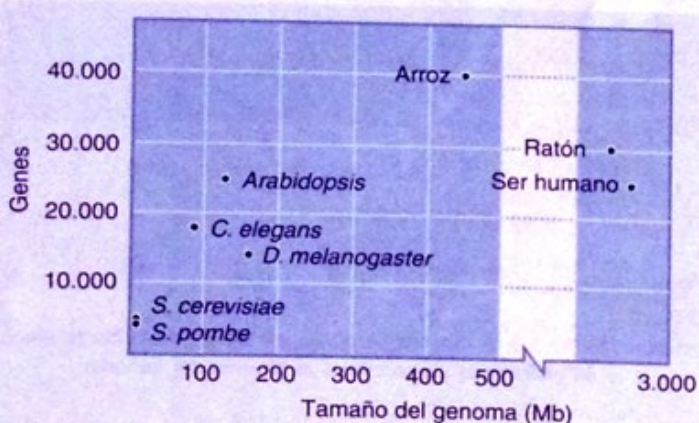 40.000
30.000
20.000
10.000
Genes
Arroz
Ratón
Ser humano
Arabidopsis
C. elegans
D. melanogaster
S. cerevisiae
S. pombe
100 200 300 400 500 3.000
Tamaño del genoma (Mb)